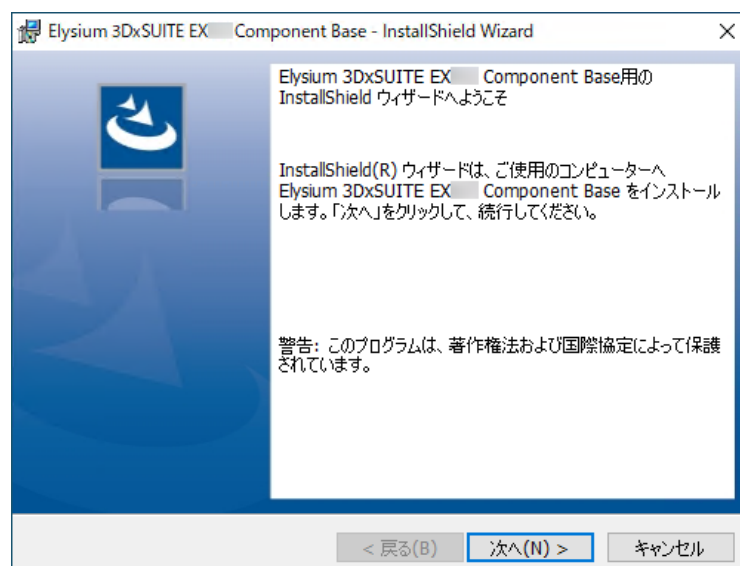 Elysium 3DxSUITE EX Component Base - InstallShield Wizard
Elysium 3DxSUITE EX Component Base用の
InstallShield ウィザードへようこそ
InstallShield(R) ウィザードは、ご使用のコンピューターへ
Elysium 3DxSUITE EX Component Base をインストール
します。「次へ」をクリックして、続行してください。
警告: このプログラムは、著作権法および国際協定によって保護
されています。
< 戻る(B)
次へ(N) >
キャンセル